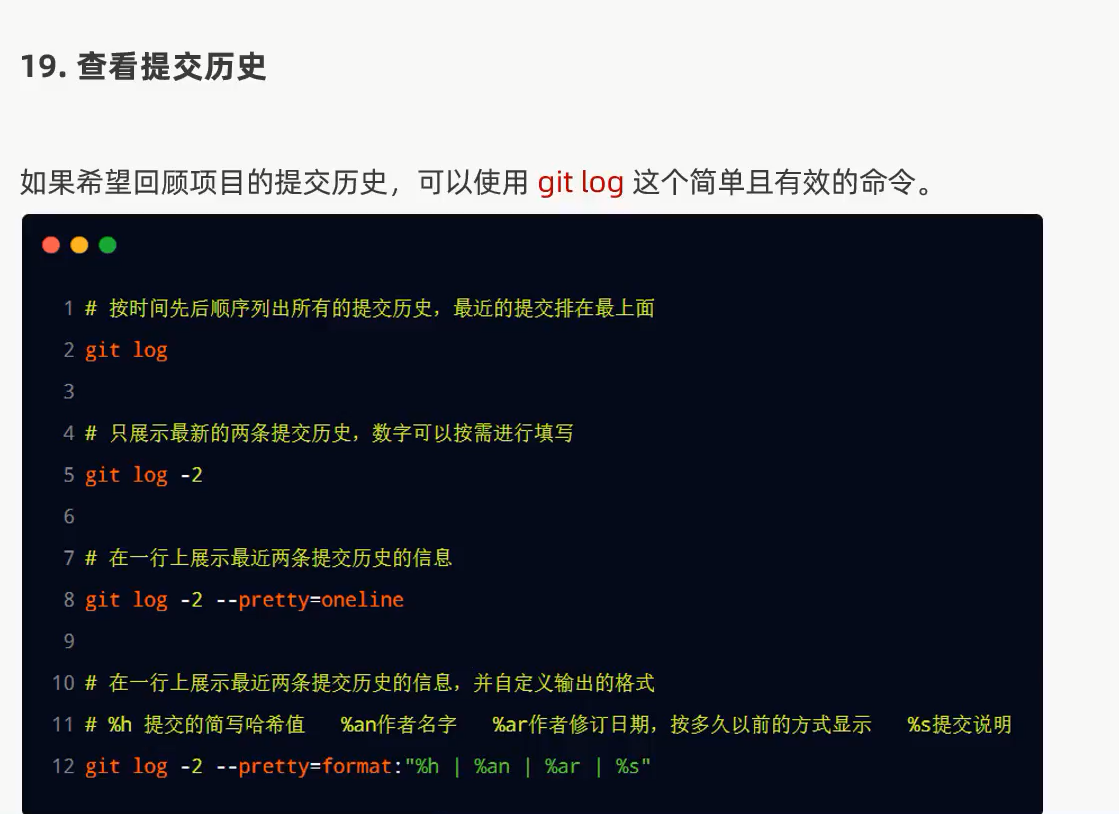 19. 查看提交历史
如果希望回顾项目的提交历史，可以使用 git log 这个简单且有效的命令。
1 # 按时间先后顺序列出所有的提交历史，最近的提交排在最上面
2 git log
3
4 # 只展示最新的两条提交历史，数字可以按需进行填写
5 git log -2
6
7 # 在一行上展示最近两条提交历史的信息
8 git log -2 --pretty=oneline
9
10 # 在一行上展示最近两条提交历史的信息，并自定义输出的格式
11 # %h 提交的简写哈希值   %an作者名字   %ar作者修订日期，按多久以前的方式显示   %s提交说明
12 git log -2 --pretty=format:"%h | %an | %ar | %s"